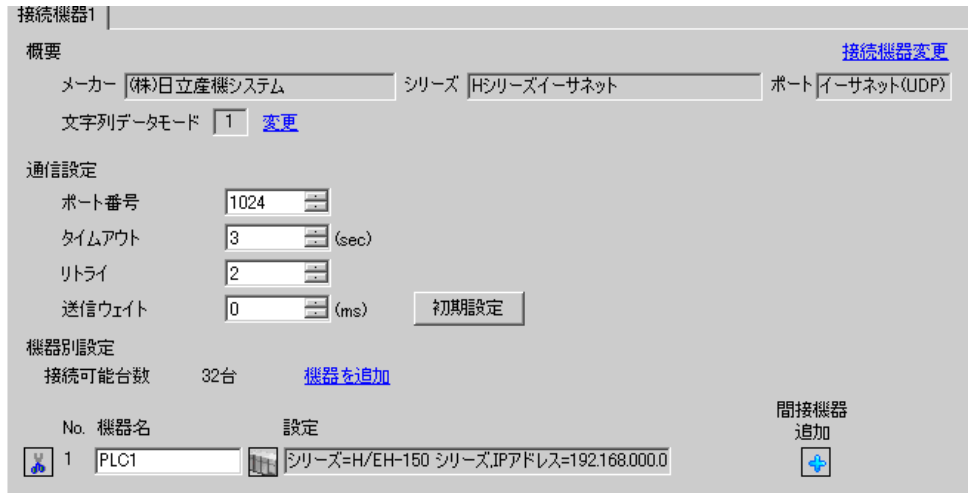 接続機器1
概要 接続機器変更
メーカー (株)日立産機システム シリーズ Hシリーズイーサネット ポート イーサネット(UDP)
文字列データモード 1 変更
通信設定
ポート番号 1024
タイムアウト 3 (sec)
リトライ 2
送信ウェイト 0 (ms) 初期設定
機器別設定
接続可能台数 32台 機器を追加
間接機器
No. 機器名 設定 追加
1 PLC1 シリーズ=H/EH-150 シリーズ,IPアドレス=192.168.000.0